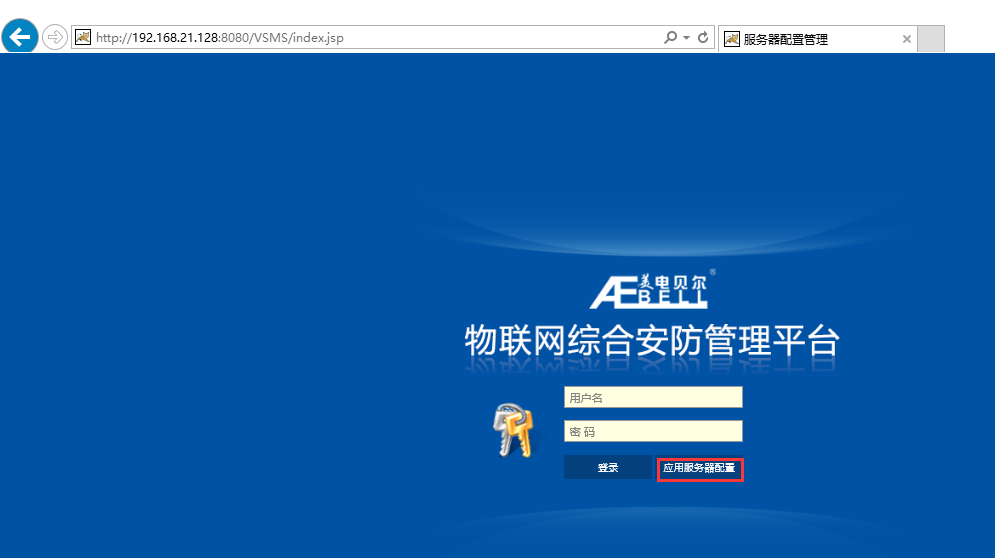 http://192.168.21.128:8080/VSMS/index.jsp
服务器配置管理
美电贝尔®
AEBELL
物联网综合安防管理平台
用户名
密 码
登录
应用服务器配置